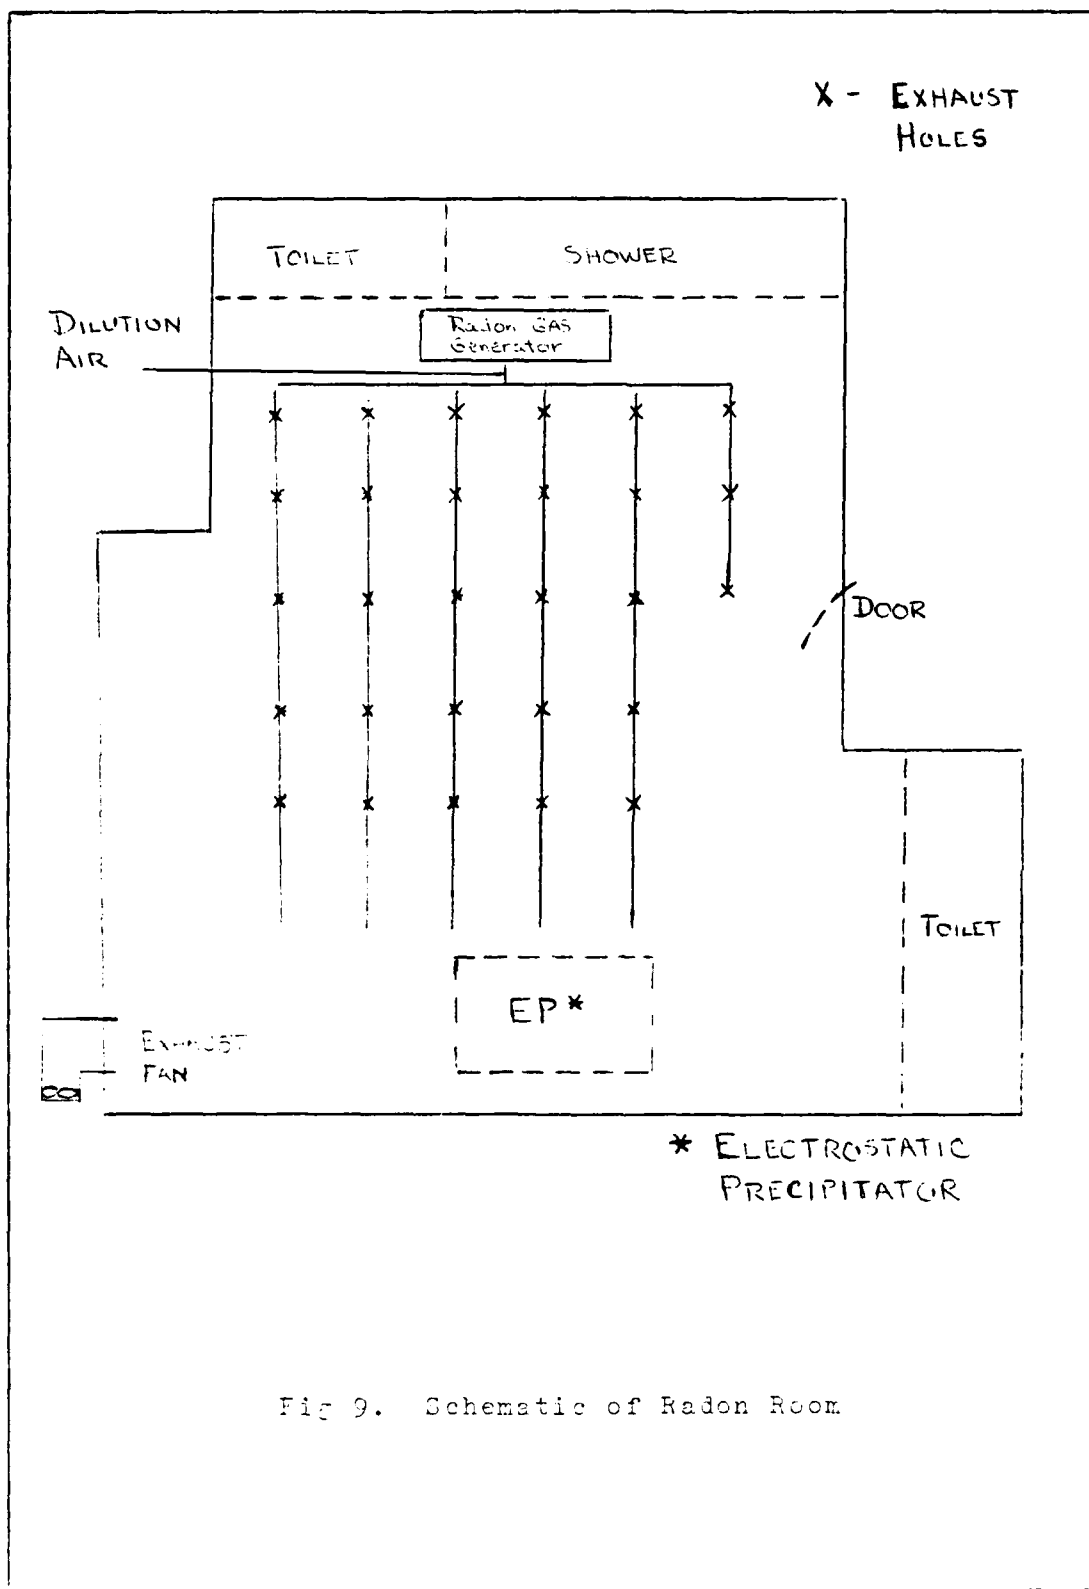 X - EXHAUST
HOLES
TOILET
SHOWER
DILUTION
AIR
Radon GAS
Generator
DOOR
TOILET
EP*
EXHAUST
FAN
* ELECTROSTATIC
PRECIPITATOR
Fig 9. Schematic of Radon Room